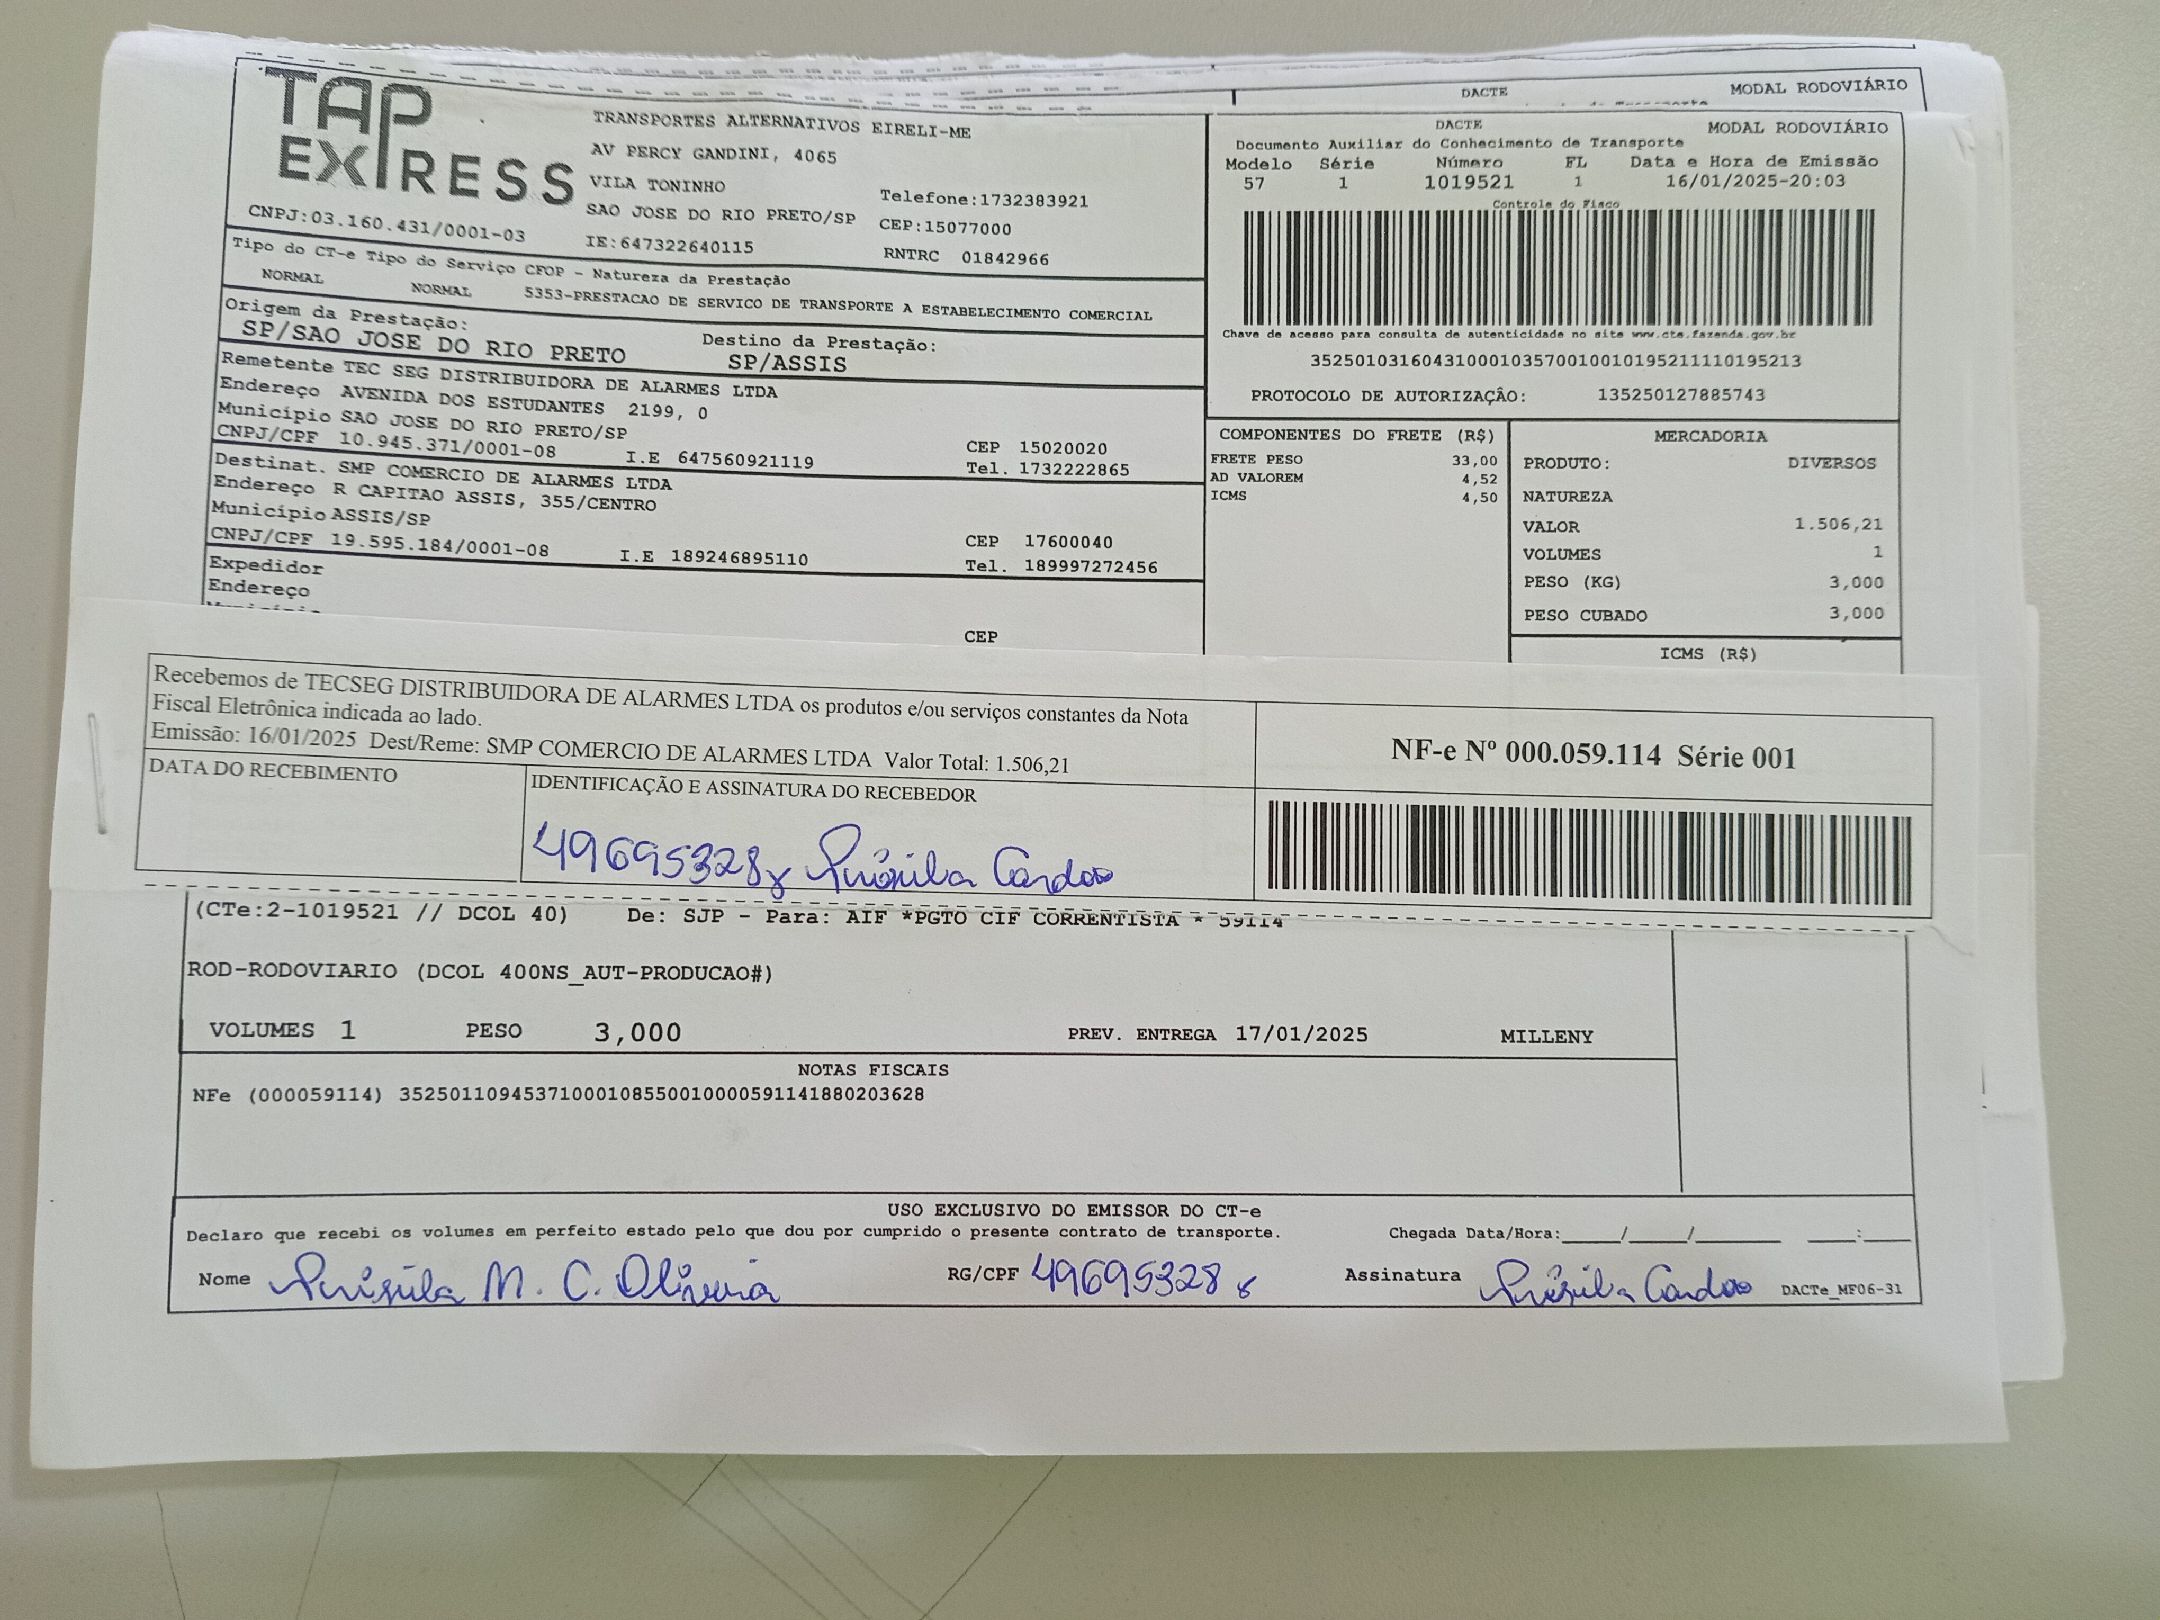 DACTE MODAL RODOVIÁRIO
TAP
EXPRESS
TRANSPORTES ALTERNATIVOS EIRELI-ME
AV PERCY GANDINI, 4065
VILA TONINHO
SAO JOSE DO RIO PRETO/SP
Telefone:1732383921
CEP:15077000
CNPJ:03.160.431/0001-03 IE:647322640115 RNTRC 01842966
Tipo do CT-e Tipo do Serviço CFOP - Natureza da Prestação
NORMAL NORMAL 5353-PRESTACAO DE SERVICO DE TRANSPORTE A ESTABELECIMENTO COMERCIAL
Origem da Prestação: Destino da Prestação:
SP/SAO JOSE DO RIO PRETO SP/ASSIS
Remetente TEC SEG DISTRIBUIDORA DE ALARMES LTDA
Endereço AVENIDA DOS ESTUDANTES 2199, 0
Município SAO JOSE DO RIO PRETO/SP CEP 15020020
CNPJ/CPF 10.945.371/0001-08 I.E 647560921119 Tel. 1732222865
Destinat. SMP COMERCIO DE ALARMES LTDA
Endereço R CAPITAO ASSIS, 355/CENTRO
Município ASSIS/SP CEP 17600040
CNPJ/CPF 19.595.184/0001-08 I.E 189246895110 Tel. 189997272456
Expedidor
Endereço
CEP
DACTE MODAL RODOVIÁRIO
Documento Auxiliar do Conhecimento de Transporte
Modelo Série Número FL Data e Hora de Emissão
57 1 1019521 1 16/01/2025-20:03
Controle do Fisco
Chave de acesso para consulta de autenticidade no site www.cte.fazenda.gov.br
35250103160431000103570010010195211110195213
PROTOCOLO DE AUTORIZAÇÂO: 135250127885743
COMPONENTES DO FRETE (R$)
FRETE PESO 33,00
AD VALOREM 4,52
ICMS 4,50
MERCADORIA
PRODUTO: DIVERSOS
NATUREZA
VALOR 1.506,21
VOLUMES 1
PESO (KG) 3,000
PESO CUBADO 3,000
ICMS (R$)
Recebemos de TECSEG DISTRIBUIDORA DE ALARMES LTDA os produtos e/ou serviços constantes da Nota
Fiscal Eletrônica indicada ao lado.
Emissão: 16/01/2025 Dest/Reme: SMP COMERCIO DE ALARMES LTDA Valor Total: 1.506,21
NF-e Nº 000.059.114 Série 001
DATA DO RECEBIMENTO
IDENTIFICAÇÃO E ASSINATURA DO RECEBEDOR
49695328 Prisila Cardoo
(CTe:2-1019521 // DCOL 40) De: SJP - Para: AIF *PGTO CIF CORRENTISTA * 59114
ROD-RODOVIARIO (DCOL 400NS_AUT-PRODUCAO#)
VOLUMES 1 PESO 3,000 PREV. ENTREGA 17/01/2025 MILLENY
NOTAS FISCAIS
NFe (000059114) 35250110945371000108550010000591141880203628
USO EXCLUSIVO DO EMISSOR DO CT-e
Declaro que recebi os volumes em perfeito estado pelo que dou por cumprido o presente contrato de transporte. Chegada Data/Hora:____/____/______ ____:____
Nome Prisila M. C. Oliveira RG/CPF 49695328 Assinatura Prisila Cardoo DACTe_MF06-31